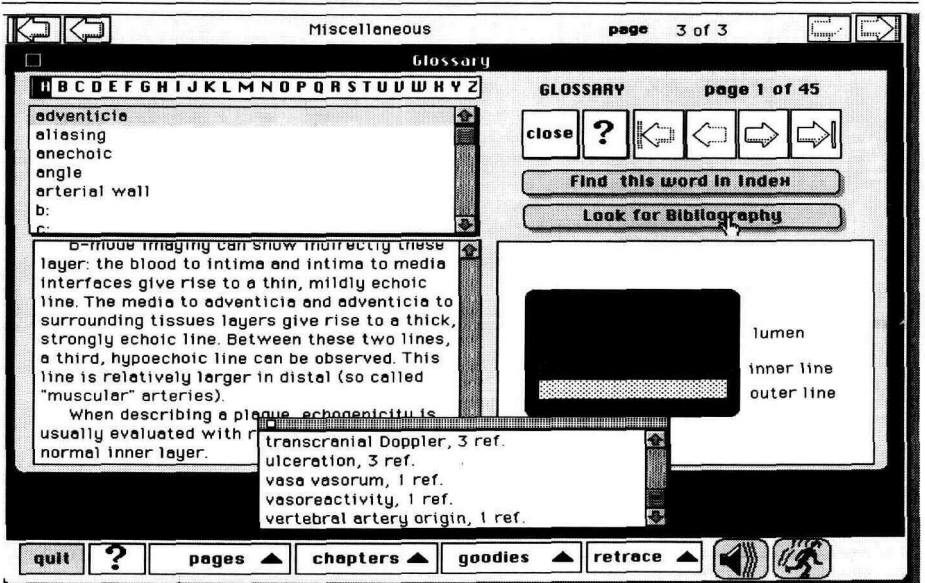 Miscellaneous page 3 of 3
Glossary
A B C D E F G H I J K L M N O P Q R S T U V W X Y Z
GLOSSARY page 1 of 45
adventicia
aliasing
anechoic
angle
arterial wall
b:
c:
close ?
Find this word in Index
Look for Bibliography
B-mode imaging can show indirectly these
layer: the blood to intima and intima to media
interfaces give rise to a thin, mildly echoic
line. The media to adventicia and adventicia to
surrounding tissues layers give rise to a thick,
strongly echoic line. Between these two lines,
a third, hypoechoic line can be observed. This
line is relatively larger in distal (so called
"muscular" arteries).
When describing a plaque, echogenicity is
usually evaluated with r
normal inner layer.
lumen
inner line
outer line
transcranial Doppler, 3 ref.
ulceration, 3 ref.
vasa vasorum, 1 ref.
vasoreactivity, 1 ref.
vertebral artery origin, 1 ref.
quit ? pages chapters goodies retrace